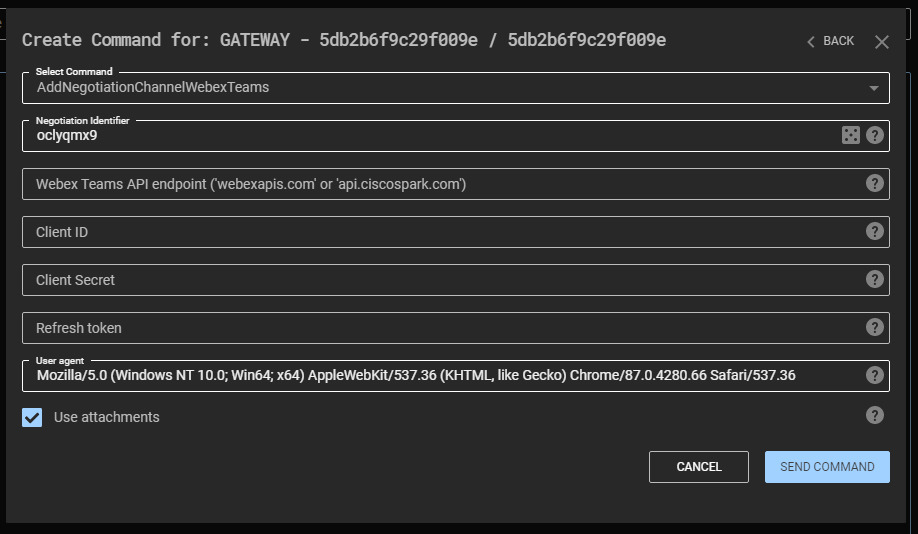 Create Command for: GATEWAY - 5db2b6f9c29f009e / 5db2b6f9c29f009e
BACK
Select Command
AddNegotiationChannelWebexTeams
Negotiation Identifier
oclyqmx9
?
Webex Teams API endpoint ('webexapis.com' or 'api.ciscospark.com')
?
Client ID
?
Client Secret
?
Refresh token
?
User agent
Mozilla/5.0 (Windows NT 10.0; Win64; x64) AppleWebKit/537.36 (KHTML, like Gecko) Chrome/87.0.4280.66 Safari/537.36
?
Use attachments
?
CANCEL
SEND COMMAND